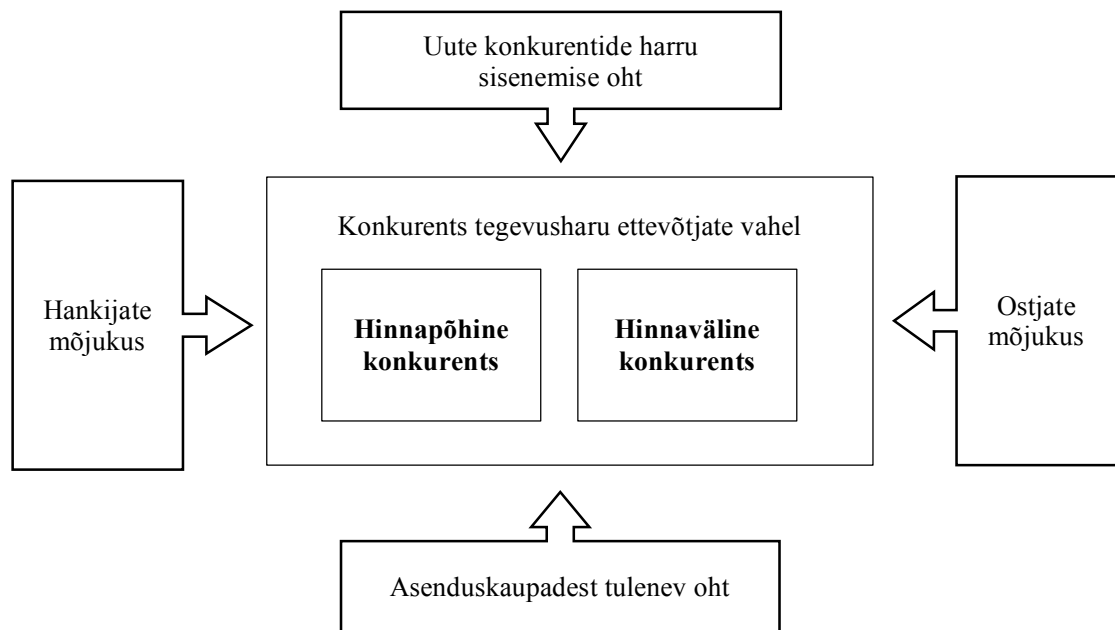 Uute konkurentide harru
sisenemise oht
Konkurents tegevusharu ettevõtjate vahel
Hankijate
mõjukus
Hinnapõhine
konkurents
Hinnaväline
konkurents
Ostjate
mõjukus
Asenduskaupadest tulenev oht